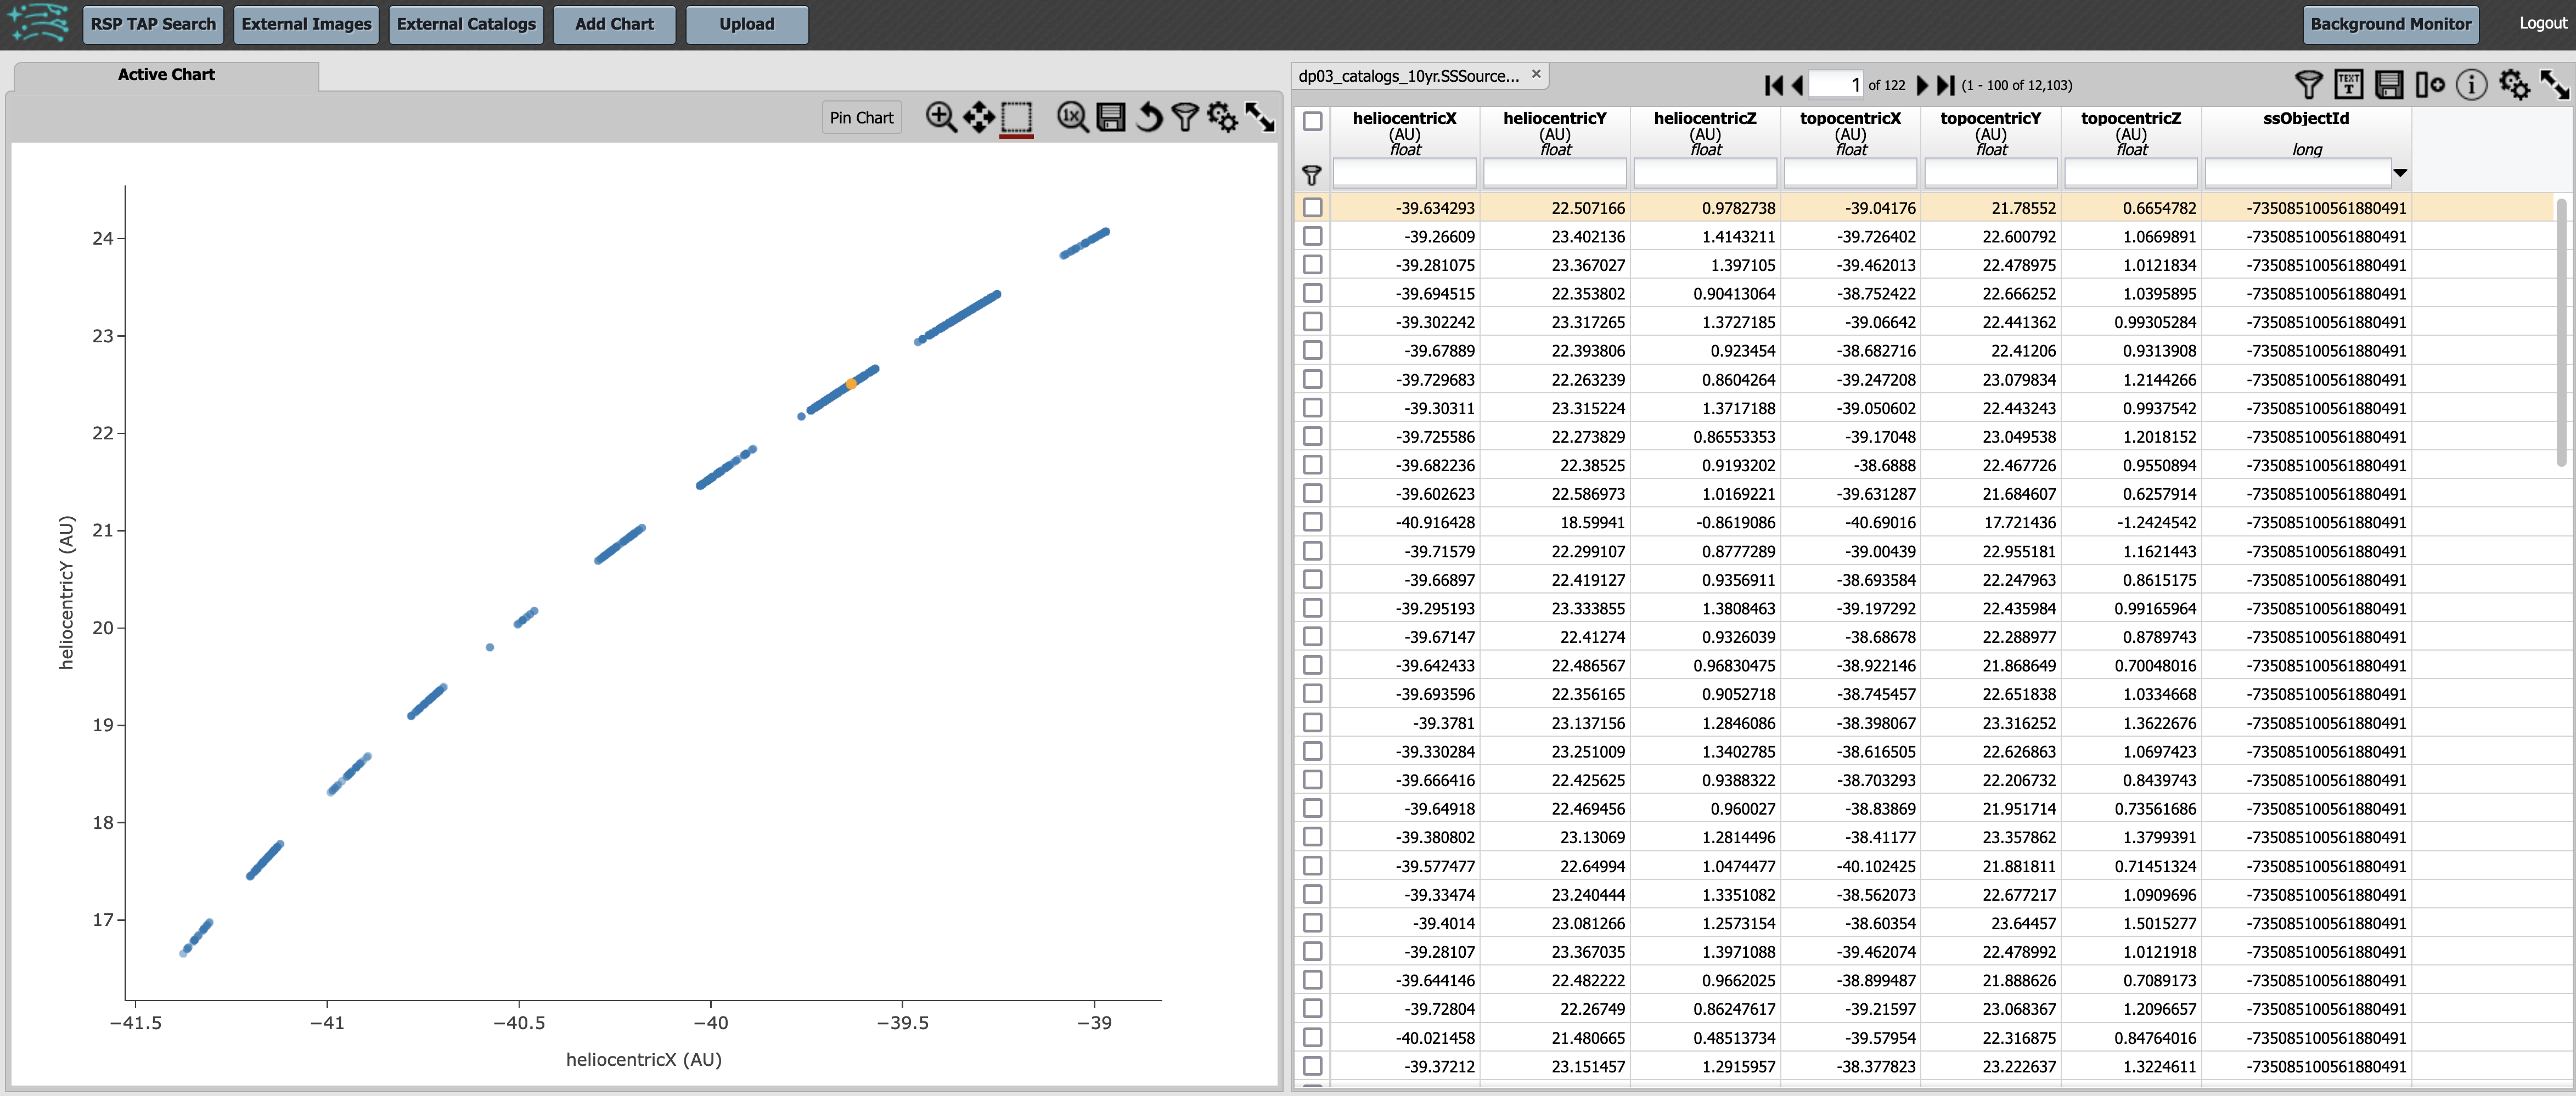 RSP TAP Search External Images External Catalogs Add Chart Upload Background Monitor Logout
Active Chart
Pin Chart
1x
24
23
22
21
20
19
18
17
heliocentricY (AU)
−41.5 −41 −40.5 −40 −39.5 −39
heliocentricX (AU)
dp03_catalogs_10yr.SSSource... ×
1 of 122 (1 - 100 of 12,103)
TEXT T
heliocentricX heliocentricY heliocentricZ topocentricX topocentricY topocentricZ ssObjectId
(AU) (AU) (AU) (AU) (AU) (AU)
float float float float float float long
-39.634293 22.507166 0.9782738 -39.04176 21.78552 0.6654782 -735085100561880491
-39.26609 23.402136 1.4143211 -39.726402 22.600792 1.0669891 -735085100561880491
-39.281075 23.367027 1.397105 -39.462013 22.478975 1.0121834 -735085100561880491
-39.694515 22.353802 0.90413064 -38.752422 22.666252 1.0395895 -735085100561880491
-39.302242 23.317265 1.3727185 -39.06642 22.441362 0.99305284 -735085100561880491
-39.67889 22.393806 0.923454 -38.682716 22.41206 0.9313908 -735085100561880491
-39.729683 22.263239 0.8604264 -39.247208 23.079834 1.2144266 -735085100561880491
-39.30311 23.315224 1.3717188 -39.050602 22.443243 0.9937542 -735085100561880491
-39.725586 22.273829 0.86553353 -39.17048 23.049538 1.2018152 -735085100561880491
-39.682236 22.38525 0.9193202 -38.6888 22.467726 0.9550894 -735085100561880491
-39.602623 22.586973 1.0169221 -39.631287 21.684607 0.6257914 -735085100561880491
-40.916428 18.59941 -0.8619086 -40.69016 17.721436 -1.2424542 -735085100561880491
-39.71579 22.299107 0.8777289 -39.00439 22.955181 1.1621443 -735085100561880491
-39.66897 22.419127 0.9356911 -38.693584 22.247963 0.8615175 -735085100561880491
-39.295193 23.333855 1.3808463 -39.197292 22.435984 0.99165964 -735085100561880491
-39.67147 22.41274 0.9326039 -38.68678 22.288977 0.8789743 -735085100561880491
-39.642433 22.486567 0.96830475 -38.922146 21.868649 0.70048016 -735085100561880491
-39.693596 22.356165 0.9052718 -38.745457 22.651838 1.0334668 -735085100561880491
-39.3781 23.137156 1.2846086 -38.398067 23.316252 1.3622676 -735085100561880491
-39.330284 23.251009 1.3402785 -38.616505 22.626863 1.0697423 -735085100561880491
-39.666416 22.425625 0.9388322 -38.703293 22.206732 0.8439743 -735085100561880491
-39.64918 22.469456 0.960027 -38.83869 21.951714 0.73561686 -735085100561880491
-39.380802 23.13069 1.2814496 -38.41177 23.357862 1.3799391 -735085100561880491
-39.577477 22.64994 1.0474477 -40.102425 21.881811 0.71451324 -735085100561880491
-39.33474 23.240444 1.3351082 -38.562073 22.677217 1.0909696 -735085100561880491
-39.4014 23.081266 1.2573154 -38.60354 23.64457 1.5015277 -735085100561880491
-39.28107 23.367035 1.3971088 -39.462074 22.478992 1.0121918 -735085100561880491
-39.644146 22.482222 0.9662025 -38.899487 21.888626 0.7089173 -735085100561880491
-39.72804 22.26749 0.86247617 -39.21597 23.068367 1.2096657 -735085100561880491
-40.021458 21.480665 0.48513734 -39.57954 22.316875 0.84764016 -735085100561880491
-39.37212 23.151457 1.2915957 -38.377823 23.222637 1.3224611 -735085100561880491